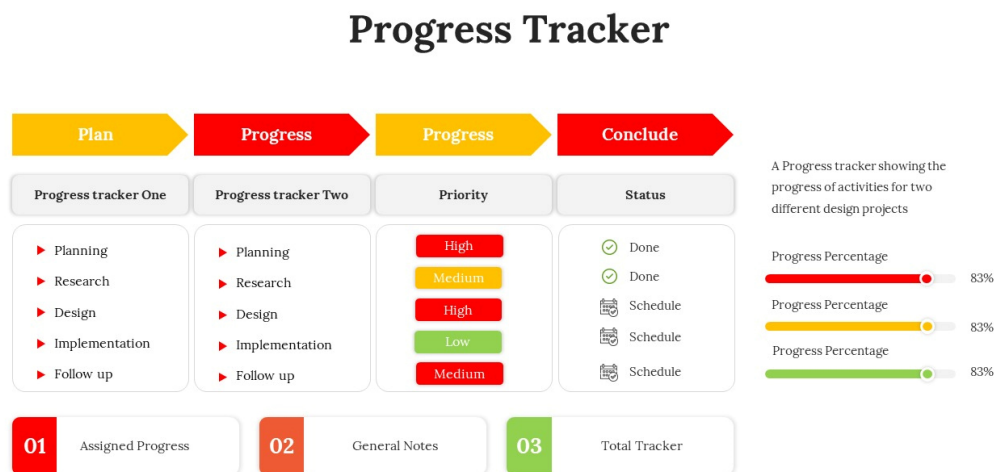 Progress Tracker
Plan
Progress
Progress
Conclude
Progress tracker One
Progress tracker Two
Priority
Status
Planning
Research
Design
Implementation
Follow up
Planning
Research
Design
Implementation
Follow up
High
Medium
High
Low
Medium
Done
Done
Schedule
Schedule
Schedule
A Progress tracker showing the
progress of activities for two
different design projects
Progress Percentage
83%
Progress Percentage
83%
Progress Percentage
83%
01 Assigned Progress
02 General Notes
03 Total Tracker